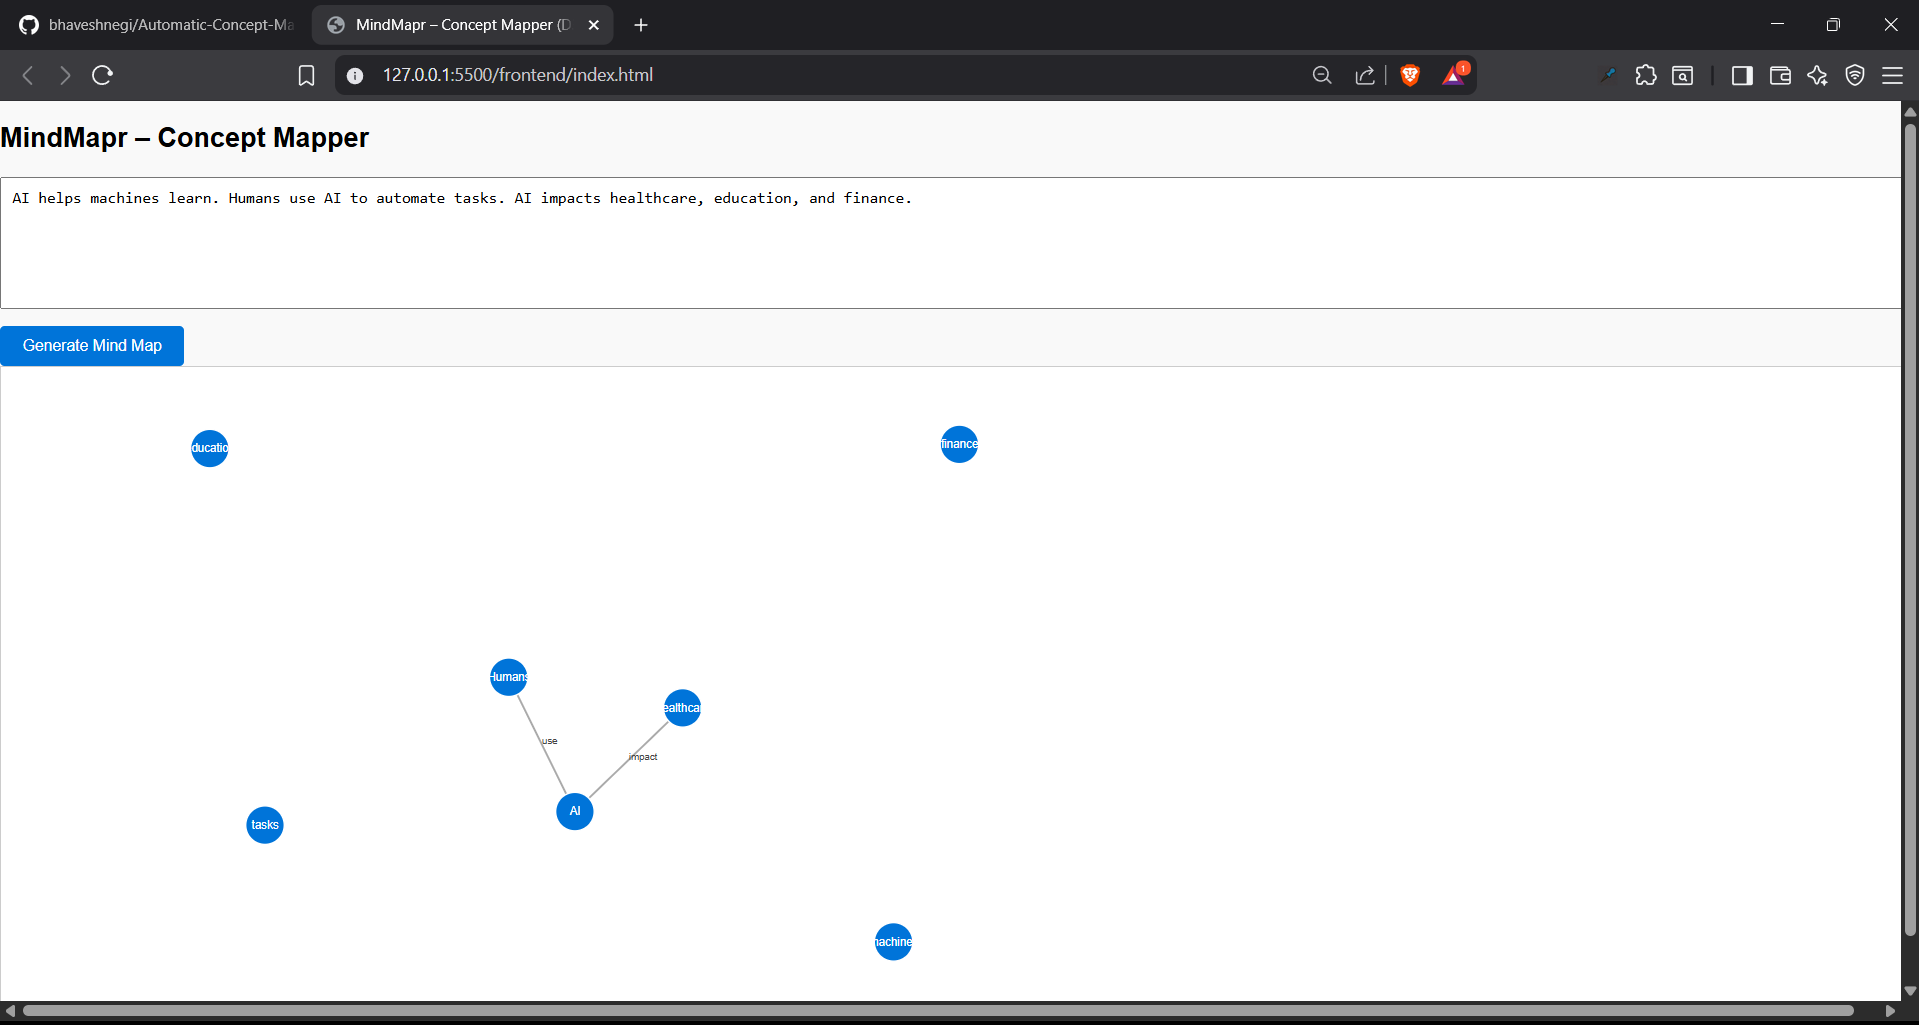 bhaveshnegi/Automatic-Concept-Ma
MindMapr – Concept Mapper (D
1
127.0.0.1:5500/frontend/index.html
MindMapr – Concept Mapper
AI helps machines learn. Humans use AI to automate tasks. AI impacts healthcare, education, and finance.
Generate Mind Map
ducatio
finance
Humans
ealthca
use
impact
AI
tasks
achine